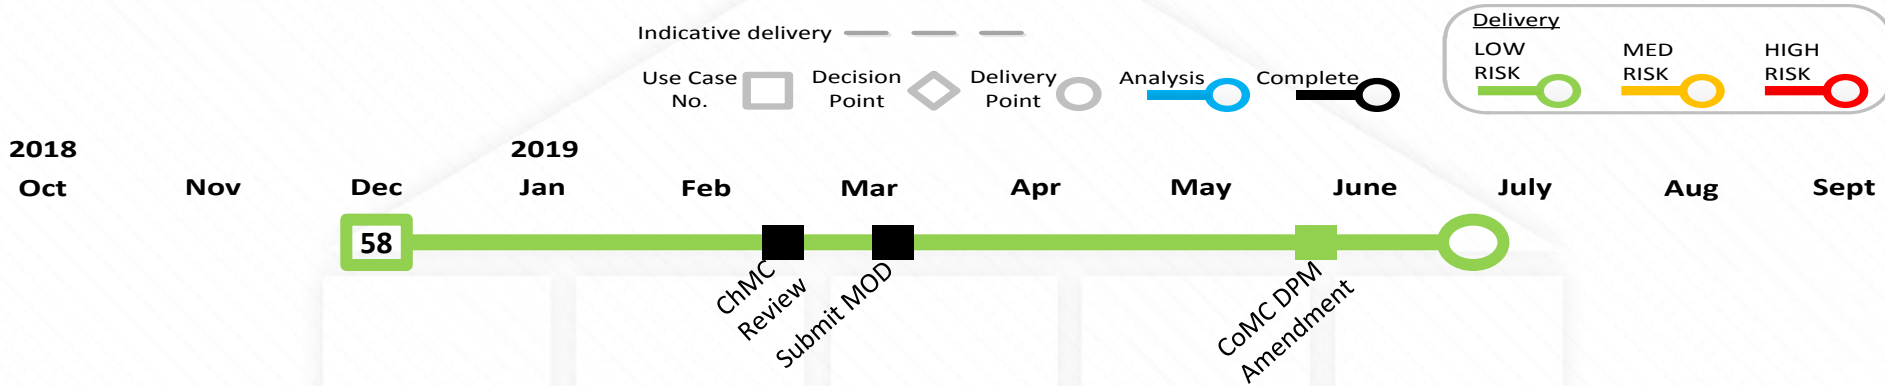 Indicative delivery
Use Case
No.
Decision
Point
Delivery
Point
Analysis
Complete
Delivery
LOW
RISK
MED
RISK
HIGH
RISK
2018
2019
Oct Nov Dec Jan Feb Mar Apr May June July Aug Sept
58
ChMC
Review
Submit MOD
CoMC DPM
Amendment